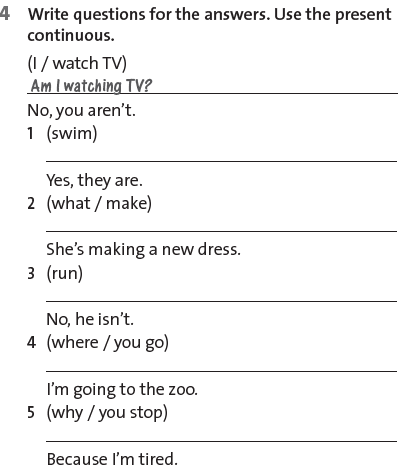 4 Write questions for the answers. Use the present
continuous.
(I / watch TV)
Am I watching TV?
No, you aren't.
1 (swim)
Yes, they are.
2 (what / make)
She's making a new dress.
3 (run)
No, he isn't.
4 (where / you go)
I'm going to the zoo.
5 (why / you stop)
Because I'm tired.